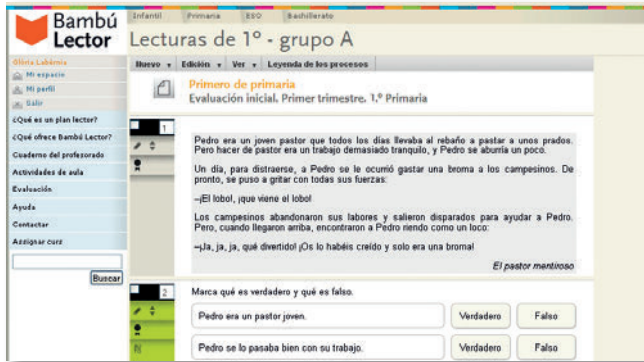 Bambú
Lector
Infantil Primaria ESO Bachillerato
Lecturas de 1º - grupo A
Glòria Labèrnia
Mi espacio
Mi perfil
Salir
¿Qué es un plan lector?
¿Qué ofrece Bambú Lector?
Cuaderno del profesorado
Actividades de aula
Evaluación
Ayuda
Contactar
Assignar curs
Buscar
Nuevo Edición Ver Leyenda de los procesos
Primero de primaria
Evaluación inicial. Primer trimestre. 1.º Primaria
1
Pedro era un joven pastor que todos los días llevaba el rebaño a pastar a unos prados.
Pero hacer de pastor era un trabajo demasiado tranquilo, y Pedro se aburría un poco.
Un día, para distraerse, a Pedro se le ocurrió gastar una broma a los campesinos. De
pronto, se puso a gritar con todas sus fuerzas:
–¡El lobo!, ¡que viene el lobo!
Los campesinos abandonaron sus labores y salieron disparados para ayudar a Pedro.
Pero, cuando llegaron arriba, encontraron a Pedro riendo como un loco:
–¡Ja, ja, ja, qué divertido! ¡Os lo habéis creído y solo era una broma!
El pastor mentiroso
2
Marca qué es verdadero y qué es falso.
Pedro era un pastor joven. Verdadero Falso
Pedro se lo pasaba bien con su trabajo. Verdadero Falso